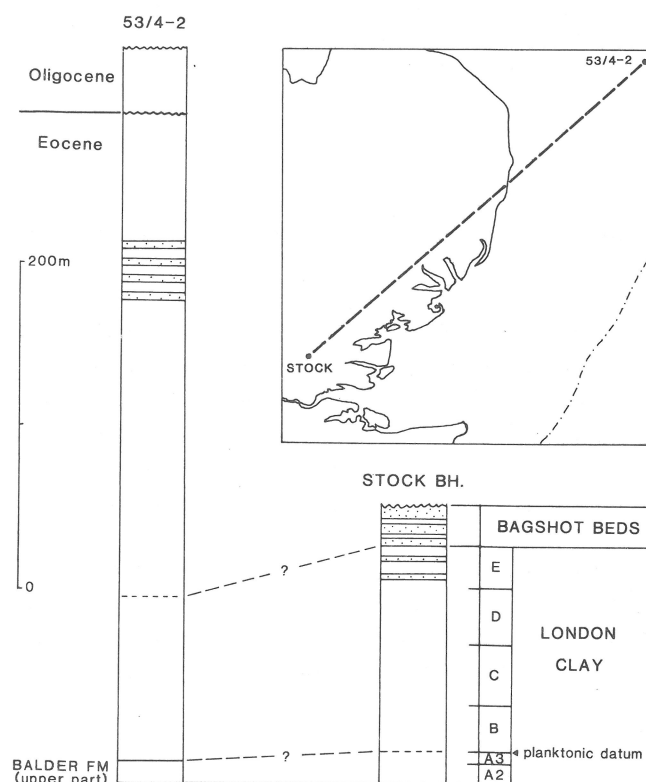 53/4-2
Oligocene
Eocene
200m
0
BALDER FM
(upper part)
53/4-2
STOCK
STOCK BH.
BAGSHOT BEDS
E
D
C
B
A3
A2
LONDON
CLAY
planktonic datum
?
?